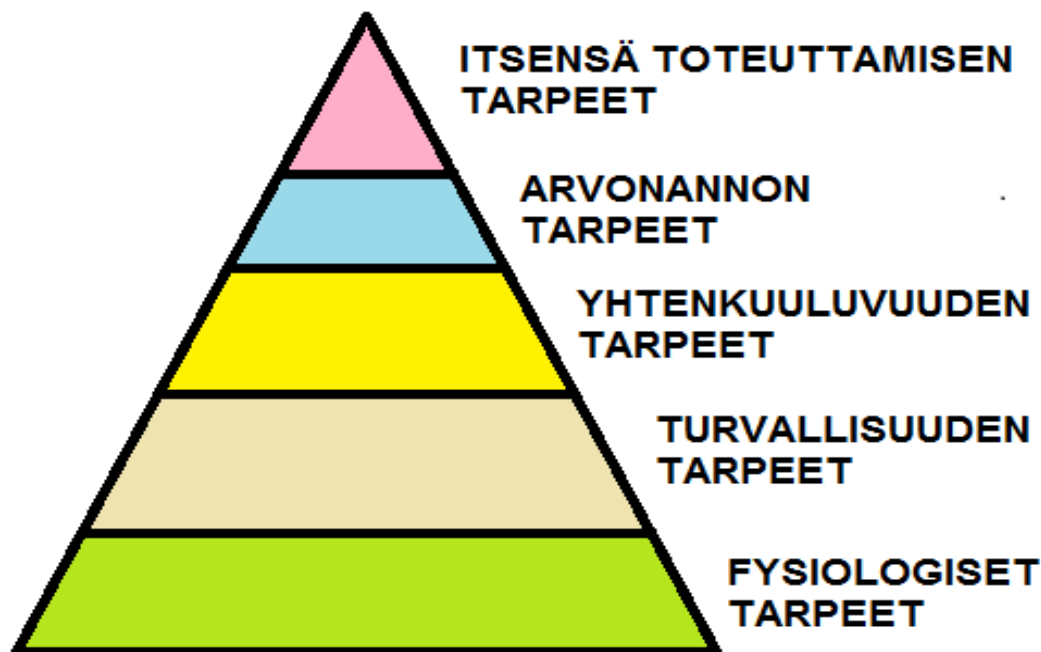 ITSENSÄ TOTEUTTAMISEN
TARPEET
ARVONANNON
TARPEET
YHTENKUULUVUUDEN
TARPEET
TURVALLISUUDEN
TARPEET
FYSIOLOGISET
TARPEET